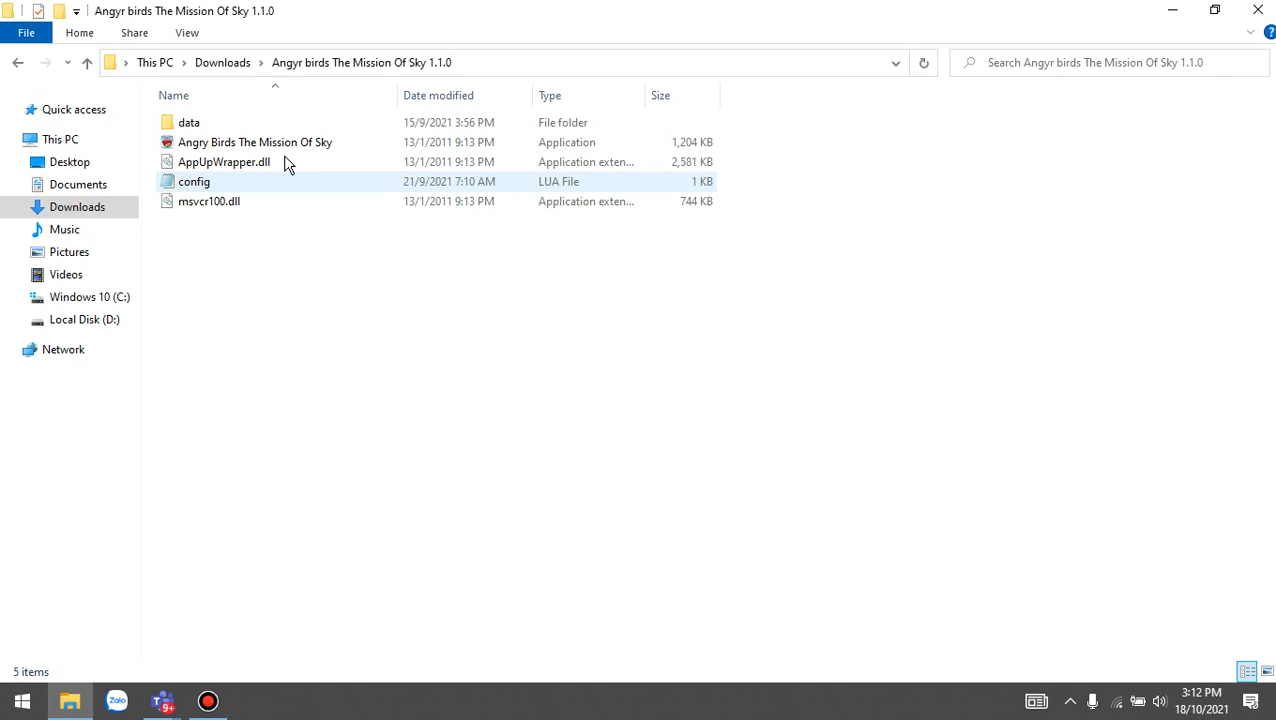 Angyr birds The Mission Of Sky 1.1.0
File Home Share View
This PC Downloads Angyr birds The Mission Of Sky 1.1.0 Search Angyr birds The Mission Of Sky 1.1.0
Name Date modified Type Size
data 15/9/2021 3:56 PM File folder
Angry Birds The Mission Of Sky 13/1/2011 9:13 PM Application 1,204 KB
AppUpWrapper.dll 13/1/2011 9:13 PM Application exten... 2,581 KB
config 21/9/2021 7:10 AM LUA File 1 KB
msvcr100.dll 13/1/2011 9:13 PM Application exten... 744 KB
Quick access
This PC
Desktop
Documents
Downloads
Music
Pictures
Videos
Windows 10 (C:)
Local Disk (D:)
Network
5 items
Zalo
9+
3:12 PM
18/10/2021